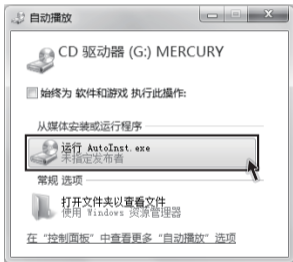 自动播放
CD 驱动器 (G:) MERCURY
始终为 软件和游戏 执行此操作:
从媒体安装或运行程序
运行 AutoInst.exe
未指定发布者
常规 选项
打开文件夹以查看文件
使用 Windows 资源管理器
在 "控制面板" 中查看更多 "自动播放" 选项